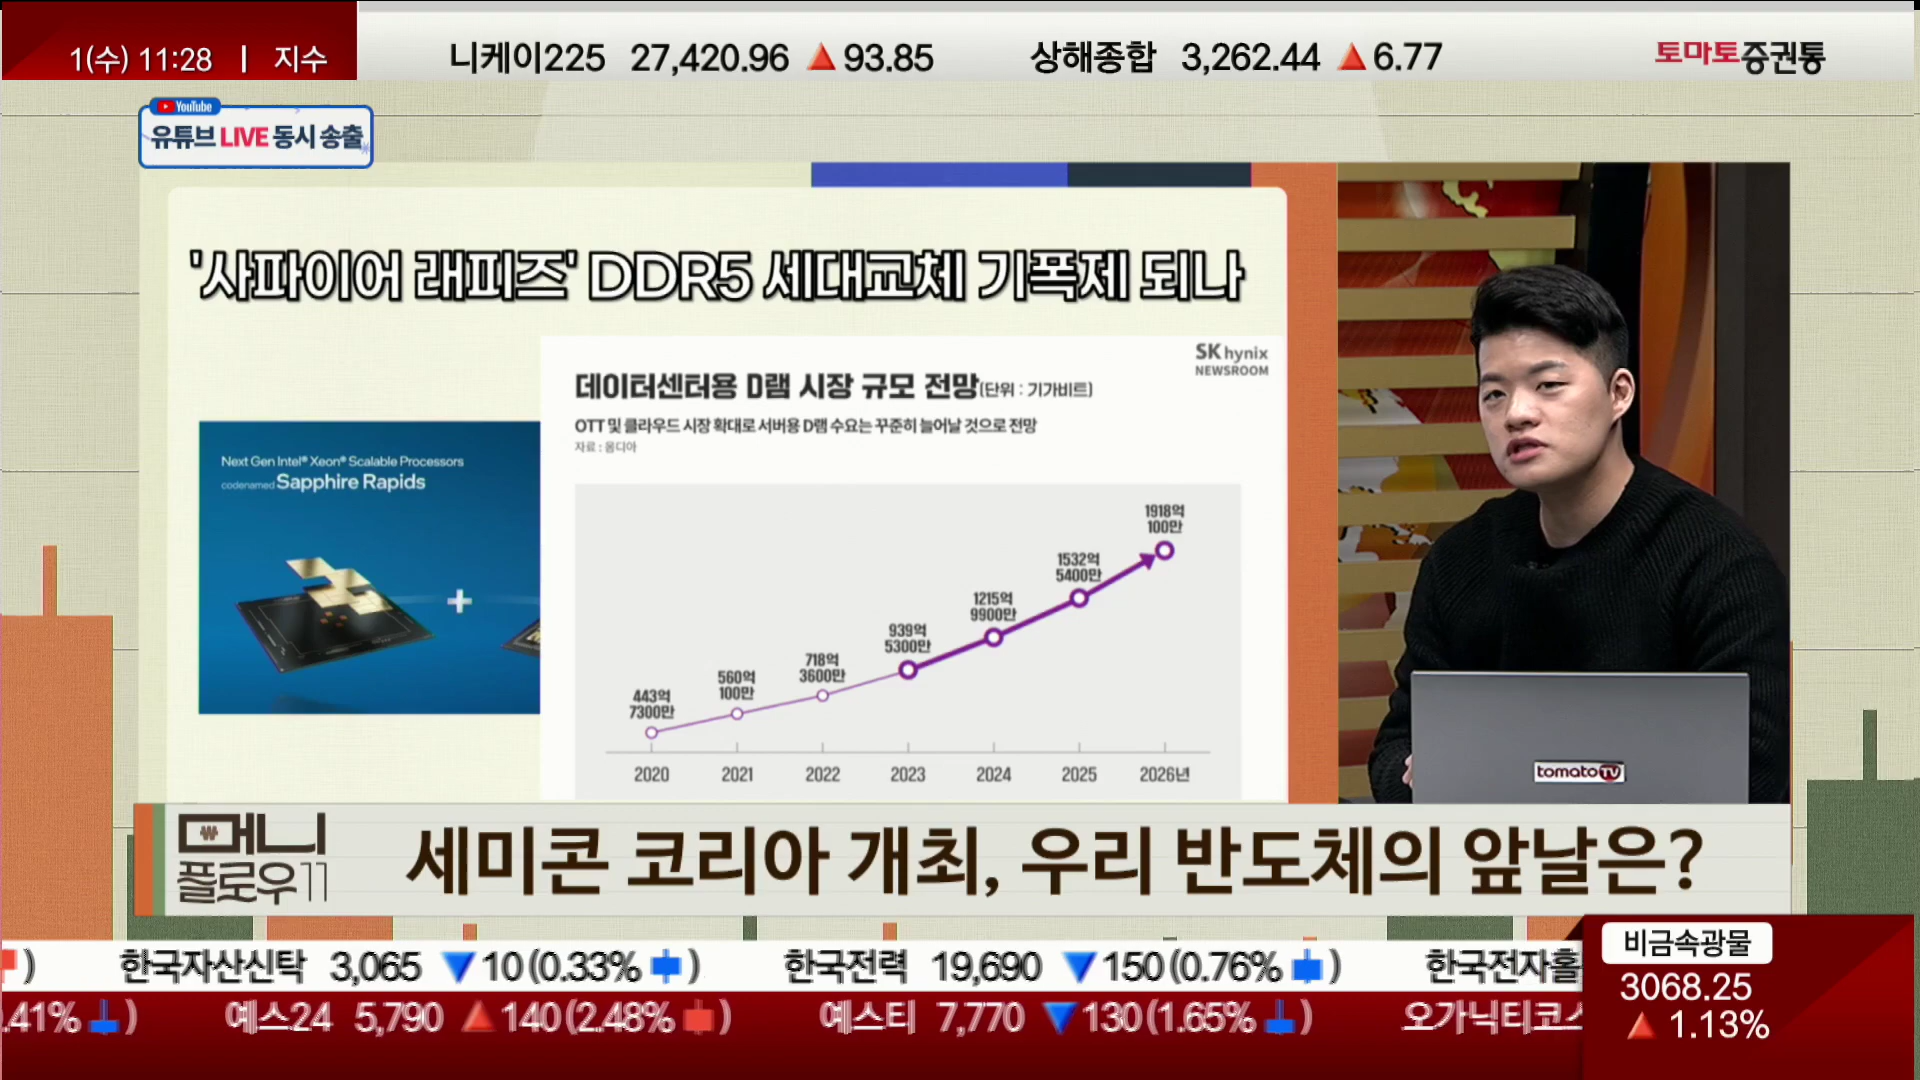 1(수) 11:28 | 지수
니케이225 27,420.96 ▲ 93.85 상해종합 3,262.44 ▲ 6.77
토마토증권통
YouTube
유튜브 LIVE 동시 송출
'사파이어 래피즈' DDR5 세대교체 기폭제 되나
Next Gen Intel® Xeon® Scalable Processors
codenamed Sapphire Rapids
+
SK hynix
NEWSROOM
데이터센터용 D램 시장 규모 전망(단위 : 기가비트)
OTT 및 클라우드 시장 확대로 서버용 D램 수요는 꾸준히 늘어날 것으로 전망
자료 : 옴디아
443억
7300만
560억
100만
718억
3600만
939억
5300만
1215억
9900만
1532억
5400만
1918억
100만
2020 2021 2022 2023 2024 2025 2026년
tomatoTV
머니
플로우11
세미콘 코리아 개최, 우리 반도체의 앞날은?
) 한국자산신탁 3,065 ▼ 10 (0.33% ) 한국전력 19,690 ▼ 150 (0.76% ) 한국전자홀
.41% ) 예스24 5,790 ▲ 140 (2.48% ) 예스티 7,770 ▼ 130 (1.65% ) 오가닉티코스
비금속광물
3068.25
▲ 1.13%